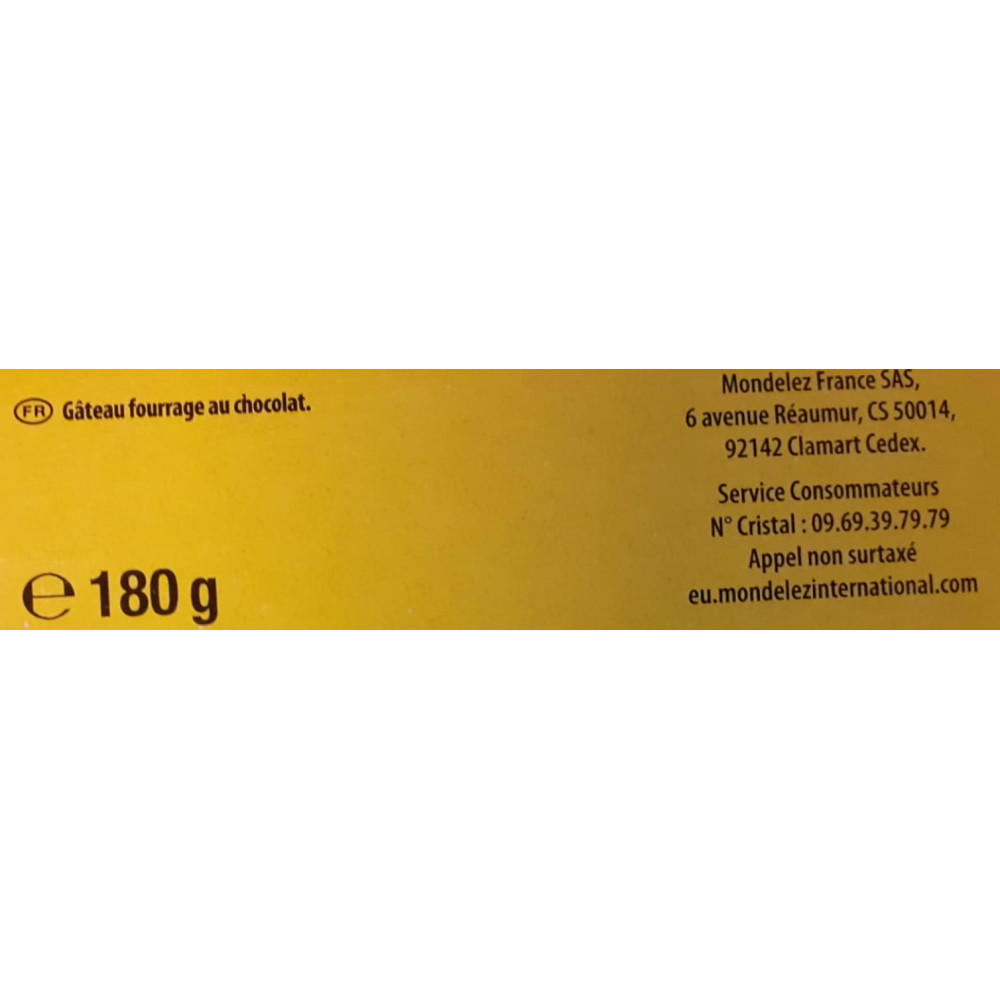 FR Gâteau fourrage au chocolat.
℮ 180 g
Mondelez France SAS,
6 avenue Réaumur, CS 50014,
92142 Clamart Cedex.
Service Consommateurs
N° Cristal : 09.69.39.79.79
Appel non surtaxé
eu.mondelezinternational.com